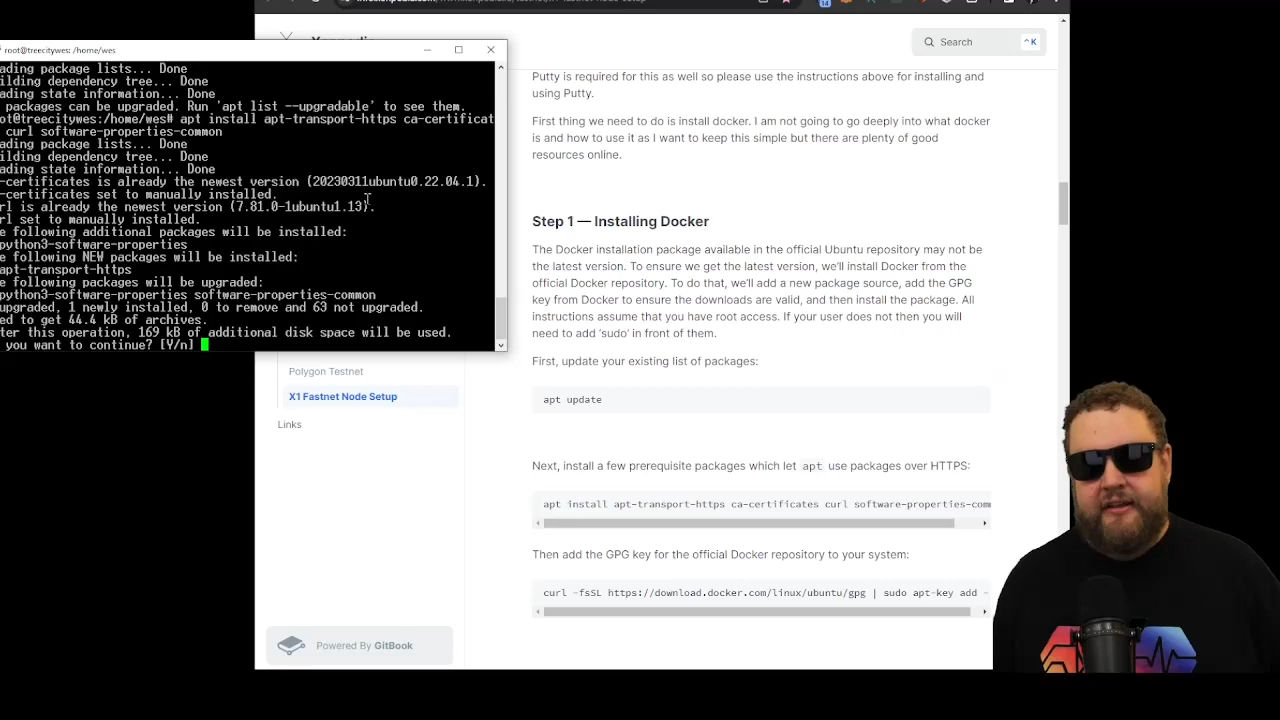 root@treecitywes: /home/wes
ading package lists... Done
uilding dependency tree... Done
ading state information... Done
packages can be upgraded. Run 'apt list --upgradable' to see them.
ot@treecitywes:/home/wes# apt install apt-transport-https ca-certificat
curl software-properties-common
ading package lists... Done
ilding dependency tree... Done
ading state information... Done
-certificates is already the newest version (20230311ubuntu0.22.04.1).
-certificates set to manually installed.
rl is already the newest version (7.81.0-1ubuntu1.13).
rl set to manually installed.
e following additional packages will be installed:
python3-software-properties
e following NEW packages will be installed:
apt-transport-https
e following packages will be upgraded:
python3-software-properties software-properties-common
upgraded, 1 newly installed, 0 to remove and 63 not upgraded.
ed to get 44.4 kB of archives.
ter this operation, 169 kB of additional disk space will be used.
you want to continue? [Y/n]
Polygon Testnet
X1 Fastnet Node Setup
Links
Powered By GitBook
Search
K
Putty is required for this as well so please use the instructions above for installing and
using Putty.
First thing we need to do is install docker. I am not going to go deeply into what docker
is and how to use it as I want to keep this simple but there are plenty of good
resources online.
Step 1 — Installing Docker
The Docker installation package available in the official Ubuntu repository may not be
the latest version. To ensure we get the latest version, we'll install Docker from the
official Docker repository. To do that, we'll add a new package source, add the GPG
key from Docker to ensure the downloads are valid, and then install the package. All
instructions assume that you have root access. If your user does not then you will
need to add 'sudo' in front of them.
First, update your existing list of packages:
apt update
Next, install a few prerequisite packages which let apt use packages over HTTPS:
apt install apt-transport-https ca-certificates curl software-properties-com
Then add the GPG key for the official Docker repository to your system:
curl -fsSL https://download.docker.com/linux/ubuntu/gpg | sudo apt-key add -